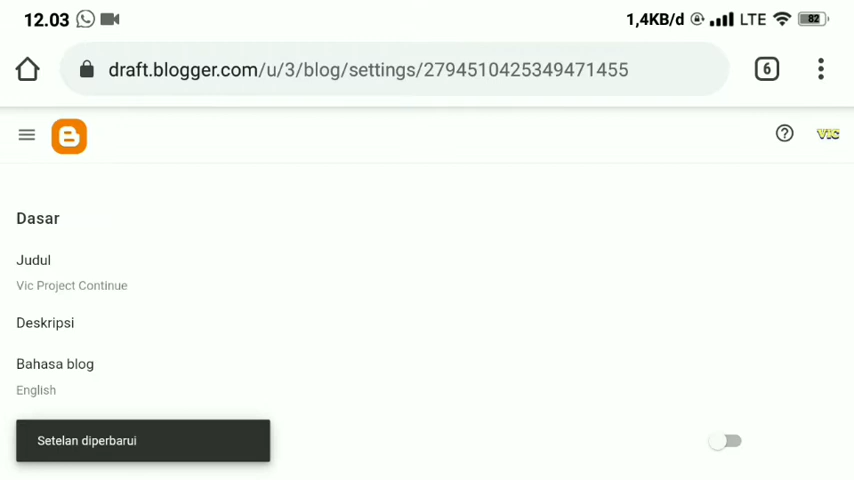 12.03
1,4KB/d LTE 82
draft.blogger.com/u/3/blog/settings/2794510425349471455
6
VIC
Dasar
Judul
Vic Project Continue
Deskripsi
Bahasa blog
English
Setelan diperbarui